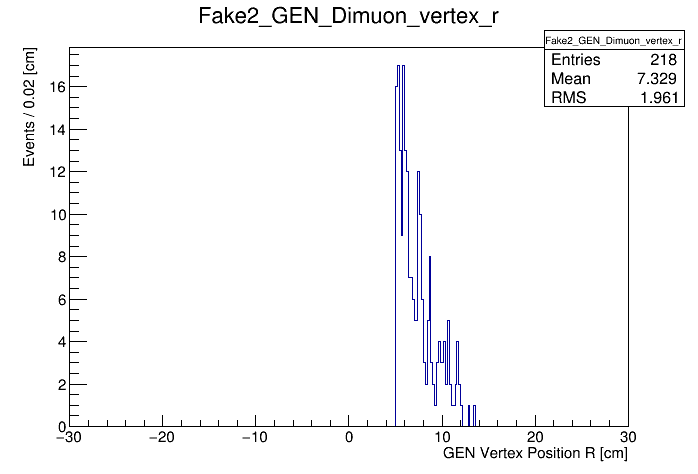 Fake2_GEN_Dimuon_vertex_r
Fake2_GEN_Dimuon_vertex_r
Entries 218
Mean 7.329
RMS 1.961
Events / 0.02 [cm]
16
14
12
10
8
6
4
2
0
−30 −20 −10 0 10 20 30
GEN Vertex Position R [cm]